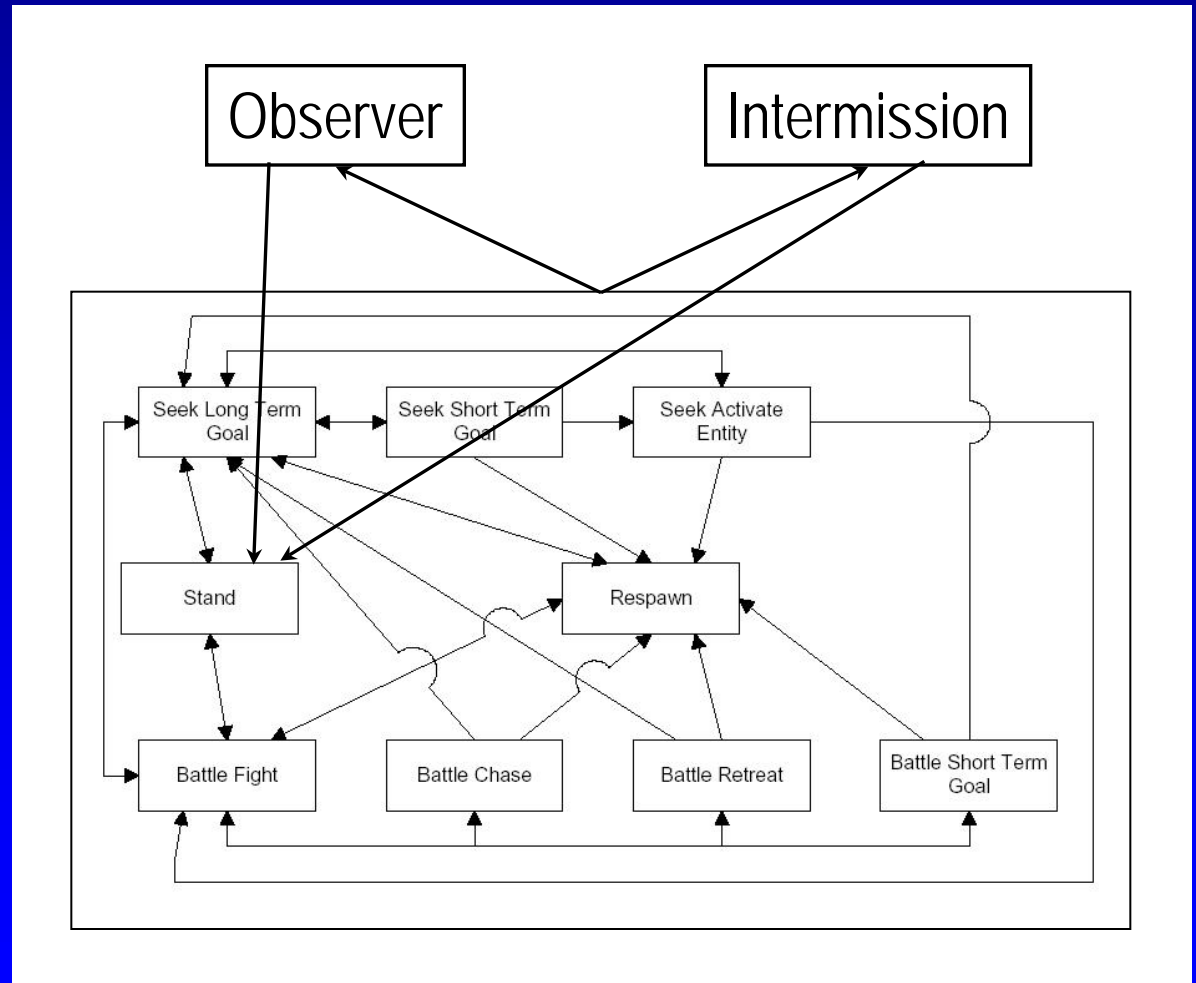 Observer
Intermission
Seek Long Term
Goal
Seek Short Term
Goal
Seek Activate
Entity
Stand
Respawn
Battle Fight
Battle Chase
Battle Retreat
Battle Short Term
Goal